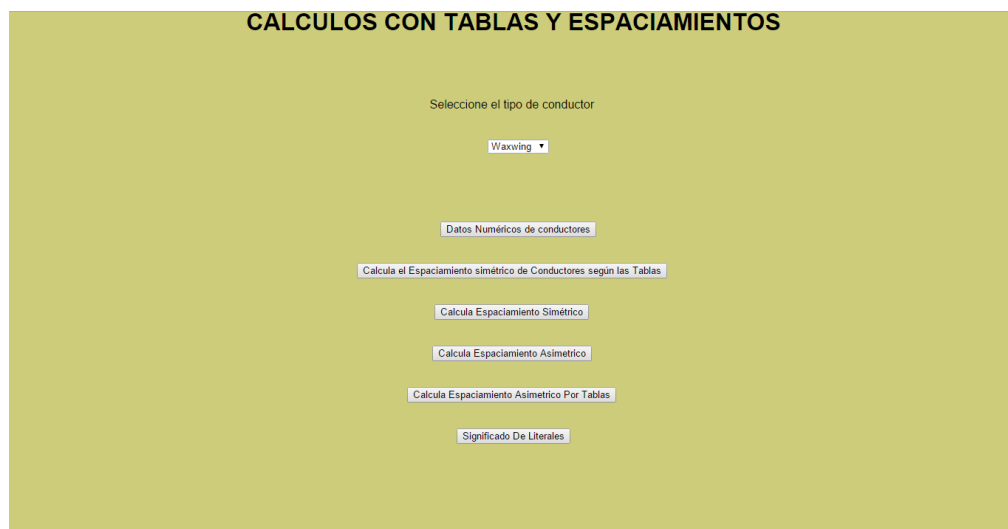 CALCULOS CON TABLAS Y ESPACIAMIENTOS
Seleccione el tipo de conductor
Waxwing
Datos Numéricos de conductores
Calcula el Espaciamiento simétrico de Conductores según las Tablas
Calcula Espaciamiento Simétrico
Calcula Espaciamiento Asimetrico
Calcula Espaciamiento Asimetrico Por Tablas
Significado De Literales